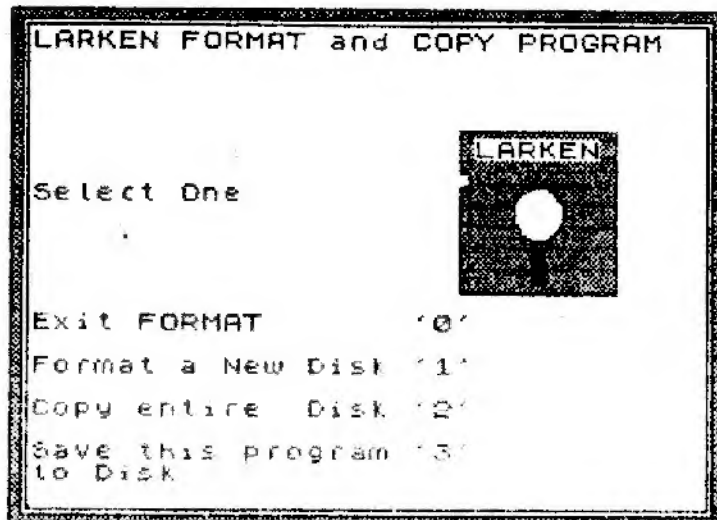 LARKEN FORMAT and COPY PROGRAM
LARKEN
Select One
Exit FORMAT '0'
Format a New Disk '1'
Copy entire Disk '2'
Save this program '3'
to Disk